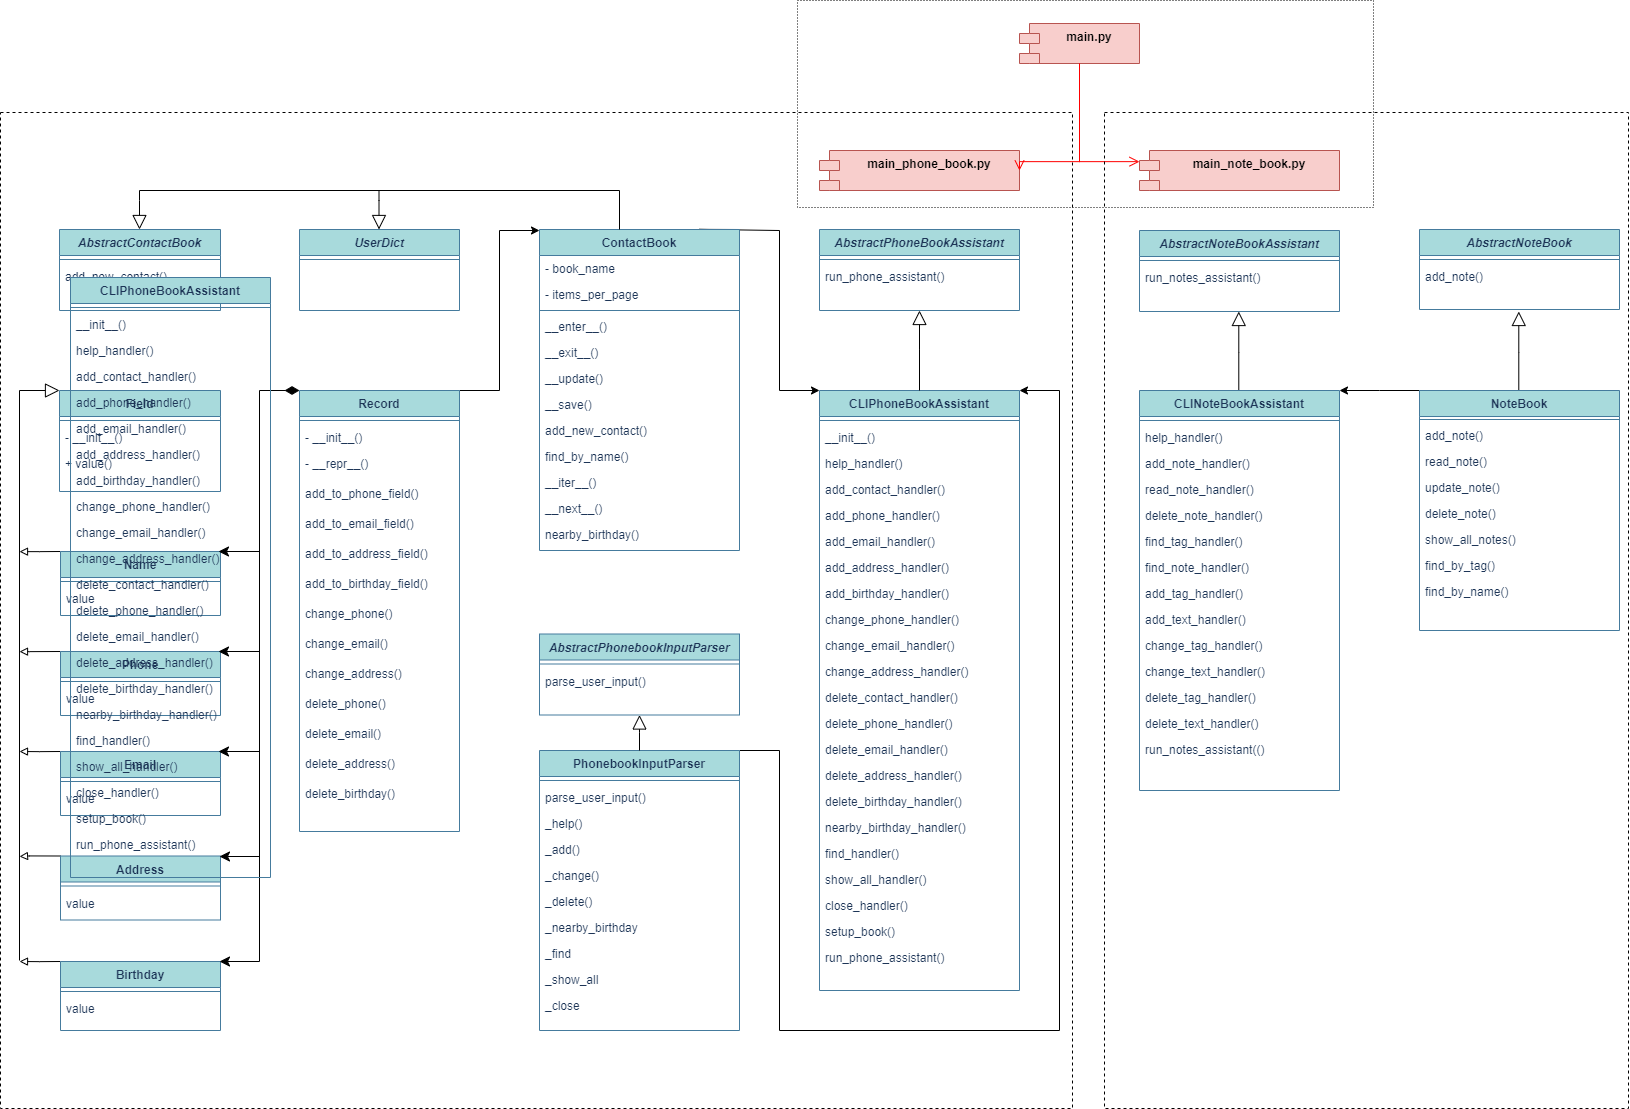 main.py
main_phone_book.py
main_note_book.py
AbstractContactBook
add_new_contact()
CLIPhoneBookAssistant
__init__()
help_handler()
add_contact_handler()
add_phone_handler()
add_email_handler()
add_address_handler()
add_birthday_handler()
change_phone_handler()
change_email_handler()
change_address_handler()
delete_contact_handler()
delete_phone_handler()
delete_email_handler()
delete_address_handler()
delete_birthday_handler()
nearby_birthday_handler()
find_handler()
show_all_handler()
close_handler()
setup_book()
run_phone_assistant()
Field
- __init__()
+ value()
Name
value
Phone
value
Email
value
Address
value
Birthday
value
UserDict
Record
- __init__()
- __repr__()
add_to_phone_field()
add_to_email_field()
add_to_address_field()
add_to_birthday_field()
change_phone()
change_email()
change_address()
delete_phone()
delete_email()
delete_address()
delete_birthday()
ContactBook
- book_name
- items_per_page
__enter__()
__exit__()
__update()
__save()
add_new_contact()
find_by_name()
__iter__()
__next__()
nearby_birthday()
AbstractPhonebookInputParser
parse_user_input()
PhonebookInputParser
parse_user_input()
_help()
_add()
_change()
_delete()
_nearby_birthday
_find
_show_all
_close
AbstractPhoneBookAssistant
run_phone_assistant()
CLIPhoneBookAssistant
__init__()
help_handler()
add_contact_handler()
add_phone_handler()
add_email_handler()
add_address_handler()
add_birthday_handler()
change_phone_handler()
change_email_handler()
change_address_handler()
delete_contact_handler()
delete_phone_handler()
delete_email_handler()
delete_address_handler()
delete_birthday_handler()
nearby_birthday_handler()
find_handler()
show_all_handler()
close_handler()
setup_book()
run_phone_assistant()
AbstractNoteBookAssistant
run_notes_assistant()
CLINoteBookAssistant
help_handler()
add_note_handler()
read_note_handler()
delete_note_handler()
find_tag_handler()
find_note_handler()
add_tag_handler()
add_text_handler()
change_tag_handler()
change_text_handler()
delete_tag_handler()
delete_text_handler()
run_notes_assistant(()
AbstractNoteBook
add_note()
NoteBook
add_note()
read_note()
update_note()
delete_note()
show_all_notes()
find_by_tag()
find_by_name()